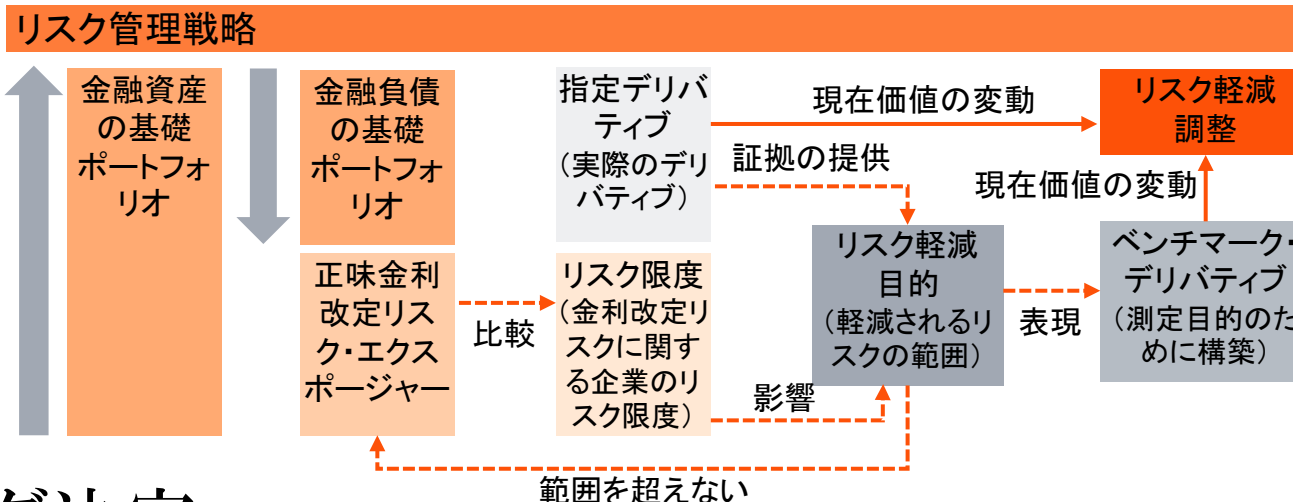 リスク管理戦略
金融資産
の基礎
ポートフォ
リオ
金融負債
の基礎
ポートフォ
リオ
指定デリバ
ティブ
（実際のデリ
バティブ）
現在価値の変動
リスク軽減
調整
証拠の提供
現在価値の変動
正味金利
改定リス
ク・エクス
ポージャー
比較
リスク限度
（金利改定リ
スクに関す
る企業のリ
スク限度）
影響
リスク軽減
目的
（軽減されるリ
スクの範囲）
表現
ベンチマーク・
デリバティブ
（測定目的のた
めに構築）
範囲を超えない